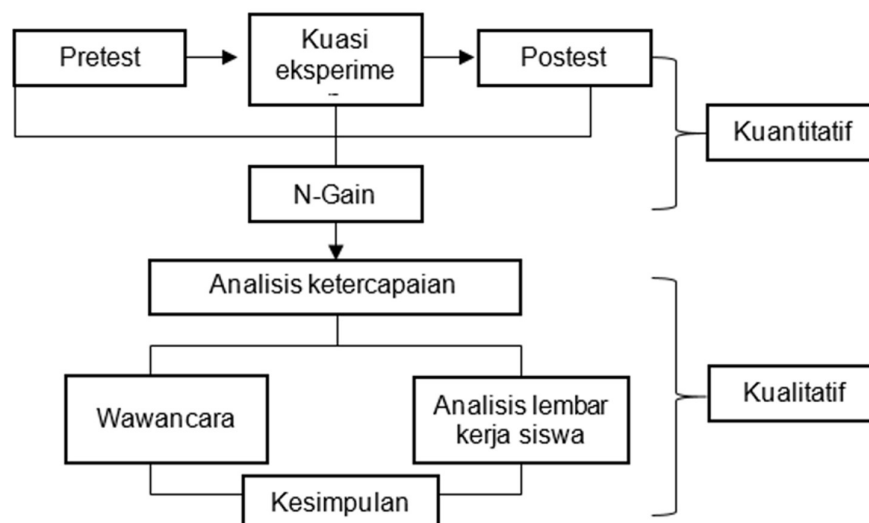 Pretest
Kuasi
eksperime
Postest
Kuantitatif
N-Gain
Analisis ketercapaian
Wawancara
Analisis lembar
kerja siswa
Kualitatif
Kesimpulan